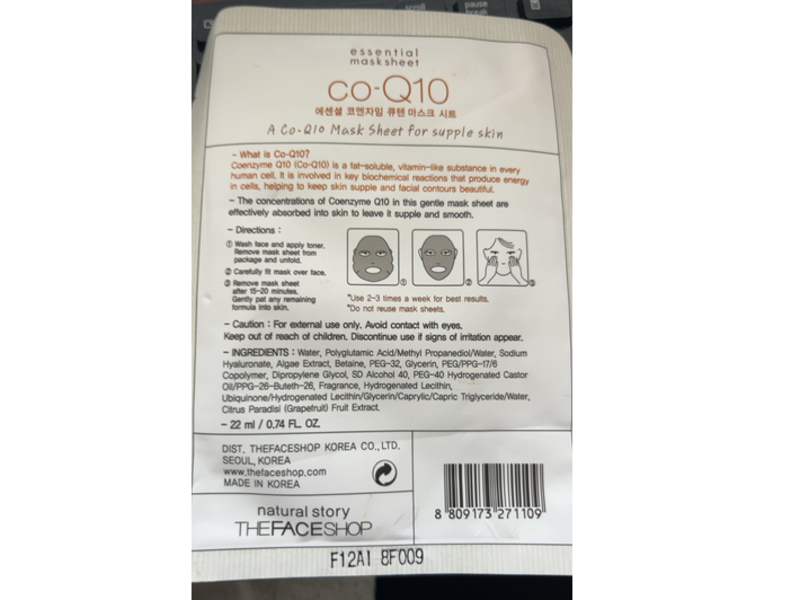 scroll
pause
break
essential
masksheet
co-Q10
에센셜 코엔자임 큐텐 마스크 시트
A Co-Q10 Mask Sheet for supple skin
- What is Co-Q10?
Coenzyme Q10 (Co-Q10) is a fat-soluble, vitamin-like substance in every
human cell. It is involved in key biochemical reactions that produce energy
in cells, helping to keep skin supple and facial contours beautiful.
- The concentrations of Coenzyme Q10 in this gentle mask sheet are
effectively absorbed into skin to leave it supple and smooth.
- Directions :
① Wash face and apply toner.
Remove mask sheet from
package and unfold.
② Carefully fit mask over face.
③ Remove mask sheet
after 15-20 minutes.
Gently pat any remaining
formula into skin.
① ② ③
*Use 2-3 times a week for best results.
*Do not reuse mask sheets.
- Caution : For external use only. Avoid contact with eyes.
Keep out of reach of children. Discontinue use if signs of irritation appear.
- INGREDIENTS : Water, Polyglutamic Acid/Methyl Propanediol/Water, Sodium
Hyaluronate, Algae Extract, Betaine, PEG-32, Glycerin, PEG/PPG-17/6
Copolymer, Dipropylene Glycol, SD Alcohol 40, PEG-40 Hydrogenated Castor
Oil/PPG-26-Buteth-26, Fragrance, Hydrogenated Lecithin,
Ubiquinone/Hydrogenated Lecithin/Glycerin/Caprylic/Capric Triglyceride/Water,
Citrus Paradisi (Grapefruit) Fruit Extract.
- 22 ml / 0.74 FL. OZ.
DIST. THEFACESHOP KOREA CO., LTD.
SEOUL, KOREA
www.thefaceshop.com
MADE IN KOREA
natural story
THEFACESHOP
8 809173 271109
F12A1 8F009